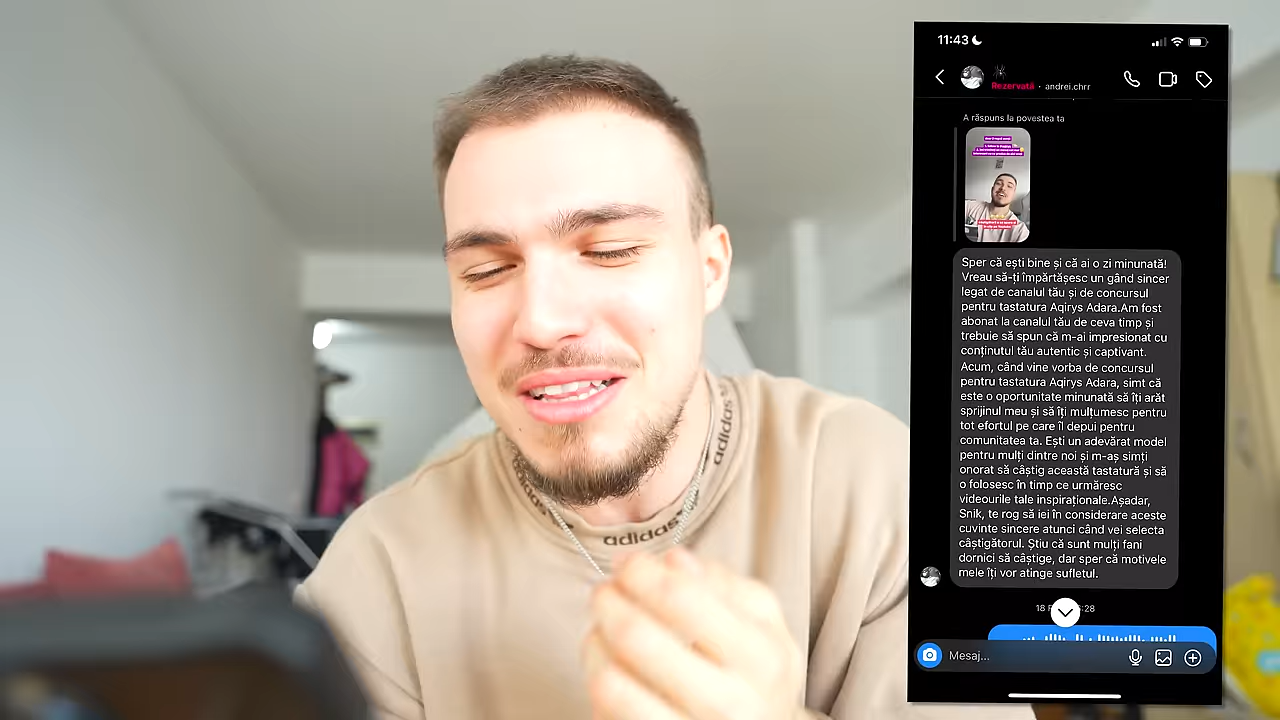 11:43
Rezervată · andrei.chrr
A răspuns la povestea ta
Sper că ești bine și că ai o zi minunată!
Vreau să-ți împărtășesc un gând sincer
legat de canalul tău și de concursul
pentru tastatura Aqirys Adara.Am fost
abonat la canalul tău de ceva timp și
trebuie să spun că m-ai impresionat cu
conținutul tău autentic și captivant.
Acum, când vine vorba de concursul
pentru tastatura Aqirys Adara, simt că
este o oportunitate minunată să îți arăt
sprijinul meu și să îți mulțumesc pentru
tot efortul pe care îl depui pentru
comunitatea ta. Ești un adevărat model
pentru mulți dintre noi și m-aș simți
onorat să câștig această tastatură și să
o folosesc în timp ce urmăresc
videourile tale inspiraționale.Așadar,
Snik, te rog să iei în considerare aceste
cuvinte sincere atunci când vei selecta
câștigătorul. Știu că sunt mulți fani
dornici să câștige, dar sper că motivele
mele îți vor atinge sufletul.
18
:28
Mesaj...
adidas
adidas
adidas